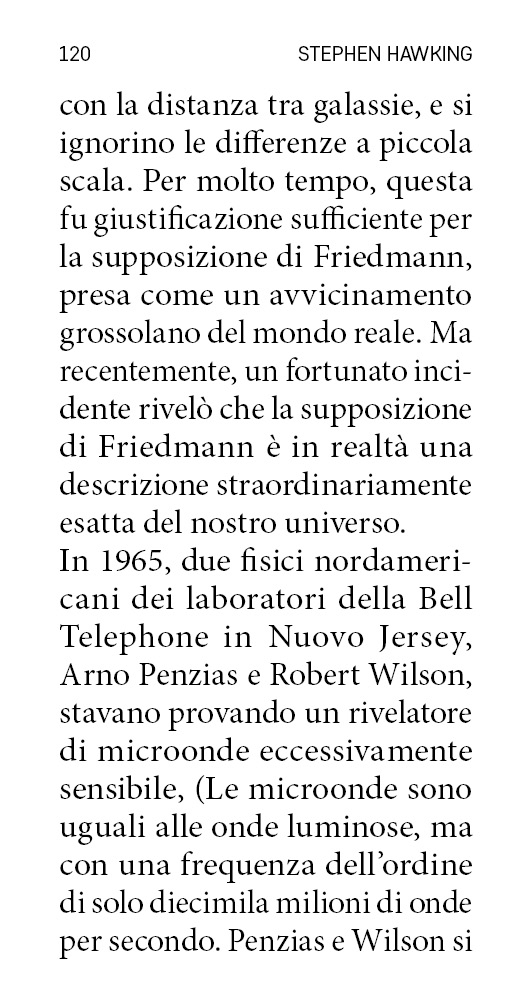 120 STEPHEN HAWKING
con la distanza tra galassie, e si
ignorino le differenze a piccola
scala. Per molto tempo, questa
fu giustificazione sufficiente per
la supposizione di Friedmann,
presa come un avvicinamento
grossolano del mondo reale. Ma
recentemente, un fortunato inci-
dente rivelò che la supposizione
di Friedmann è in realtà una
descrizione straordinariamente
esatta del nostro universo.
In 1965, due fisici nordameri-
cani dei laboratori della Bell
Telephone in Nuovo Jersey,
Arno Penzias e Robert Wilson,
stavano provando un rivelatore
di microonde eccessivamente
sensibile, (Le microonde sono
uguali alle onde luminose, ma
con una frequenza dell’ordine
di solo diecimila milioni di onde
per secondo. Penzias e Wilson si